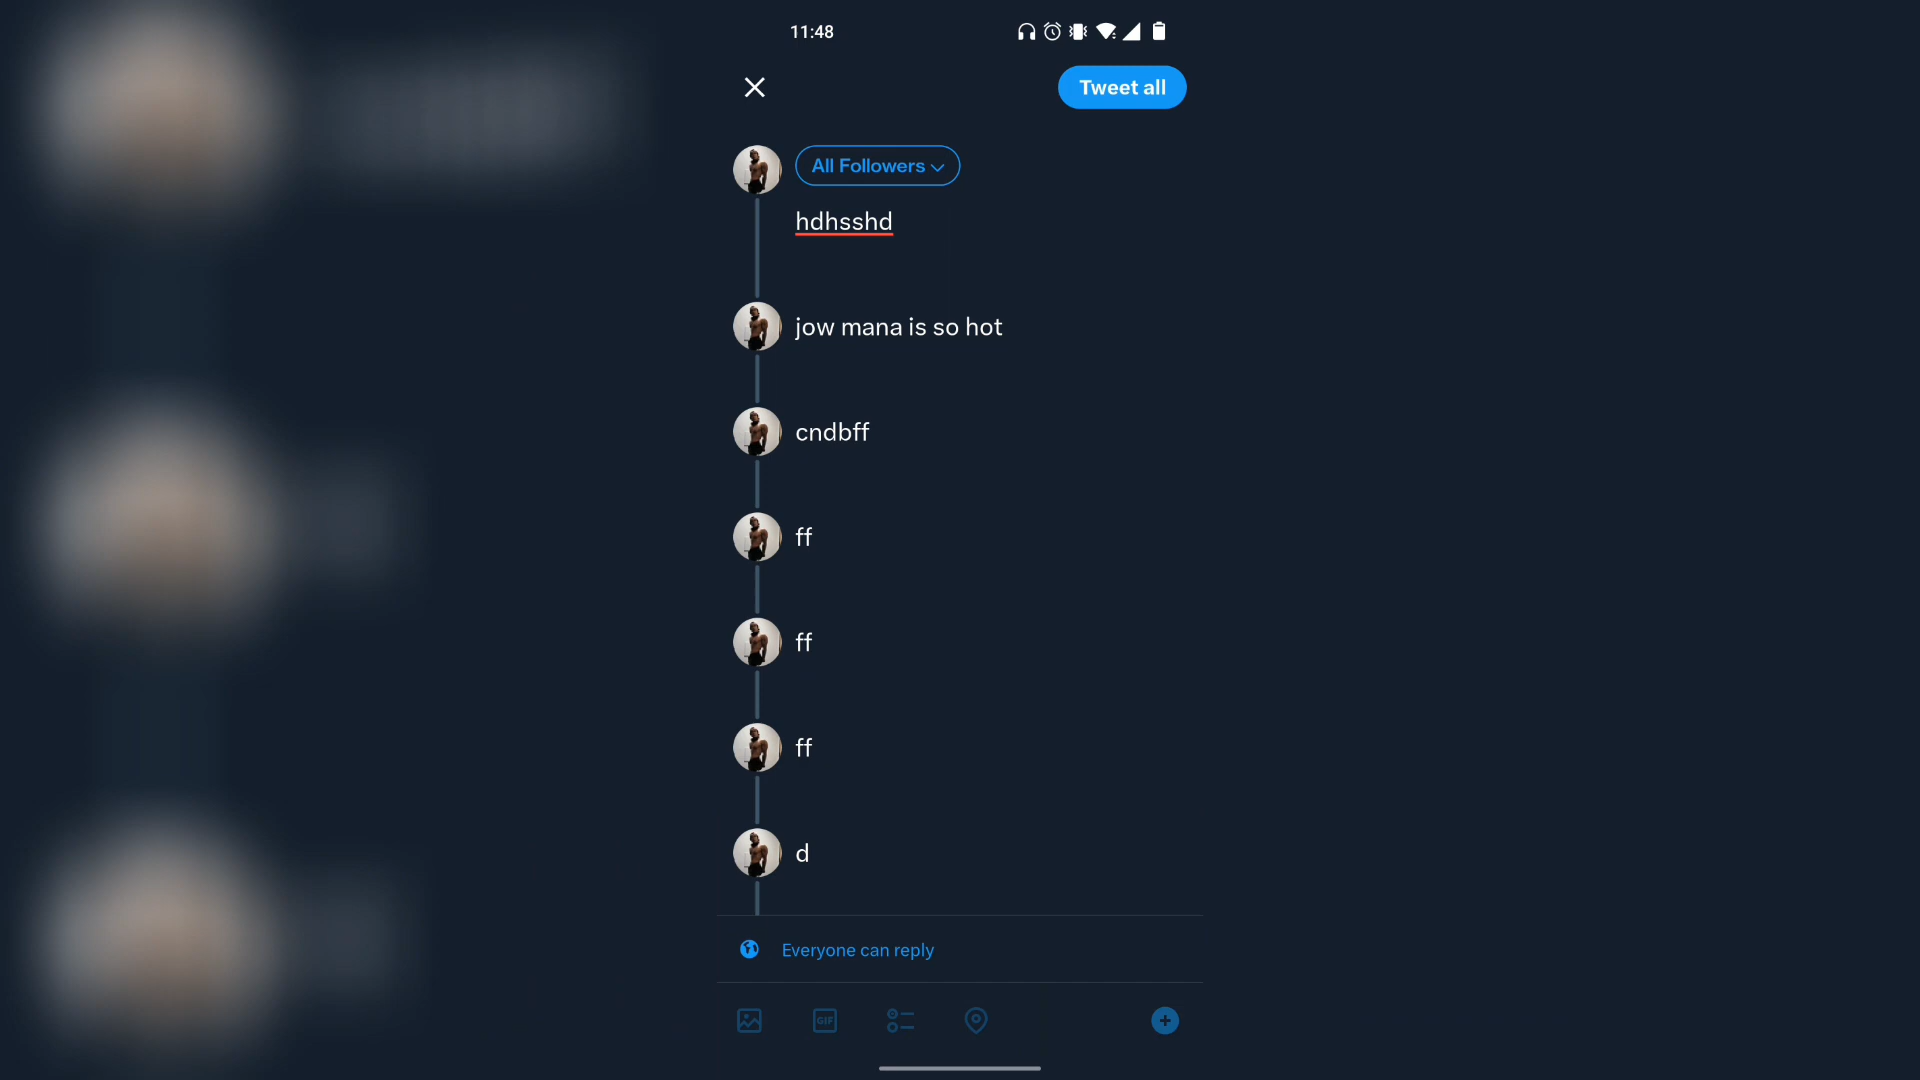 11:48
Tweet all
All Followers
hdhsshd
jow mana is so hot
cndbff
ff
ff
ff
d
Everyone can reply
GIF